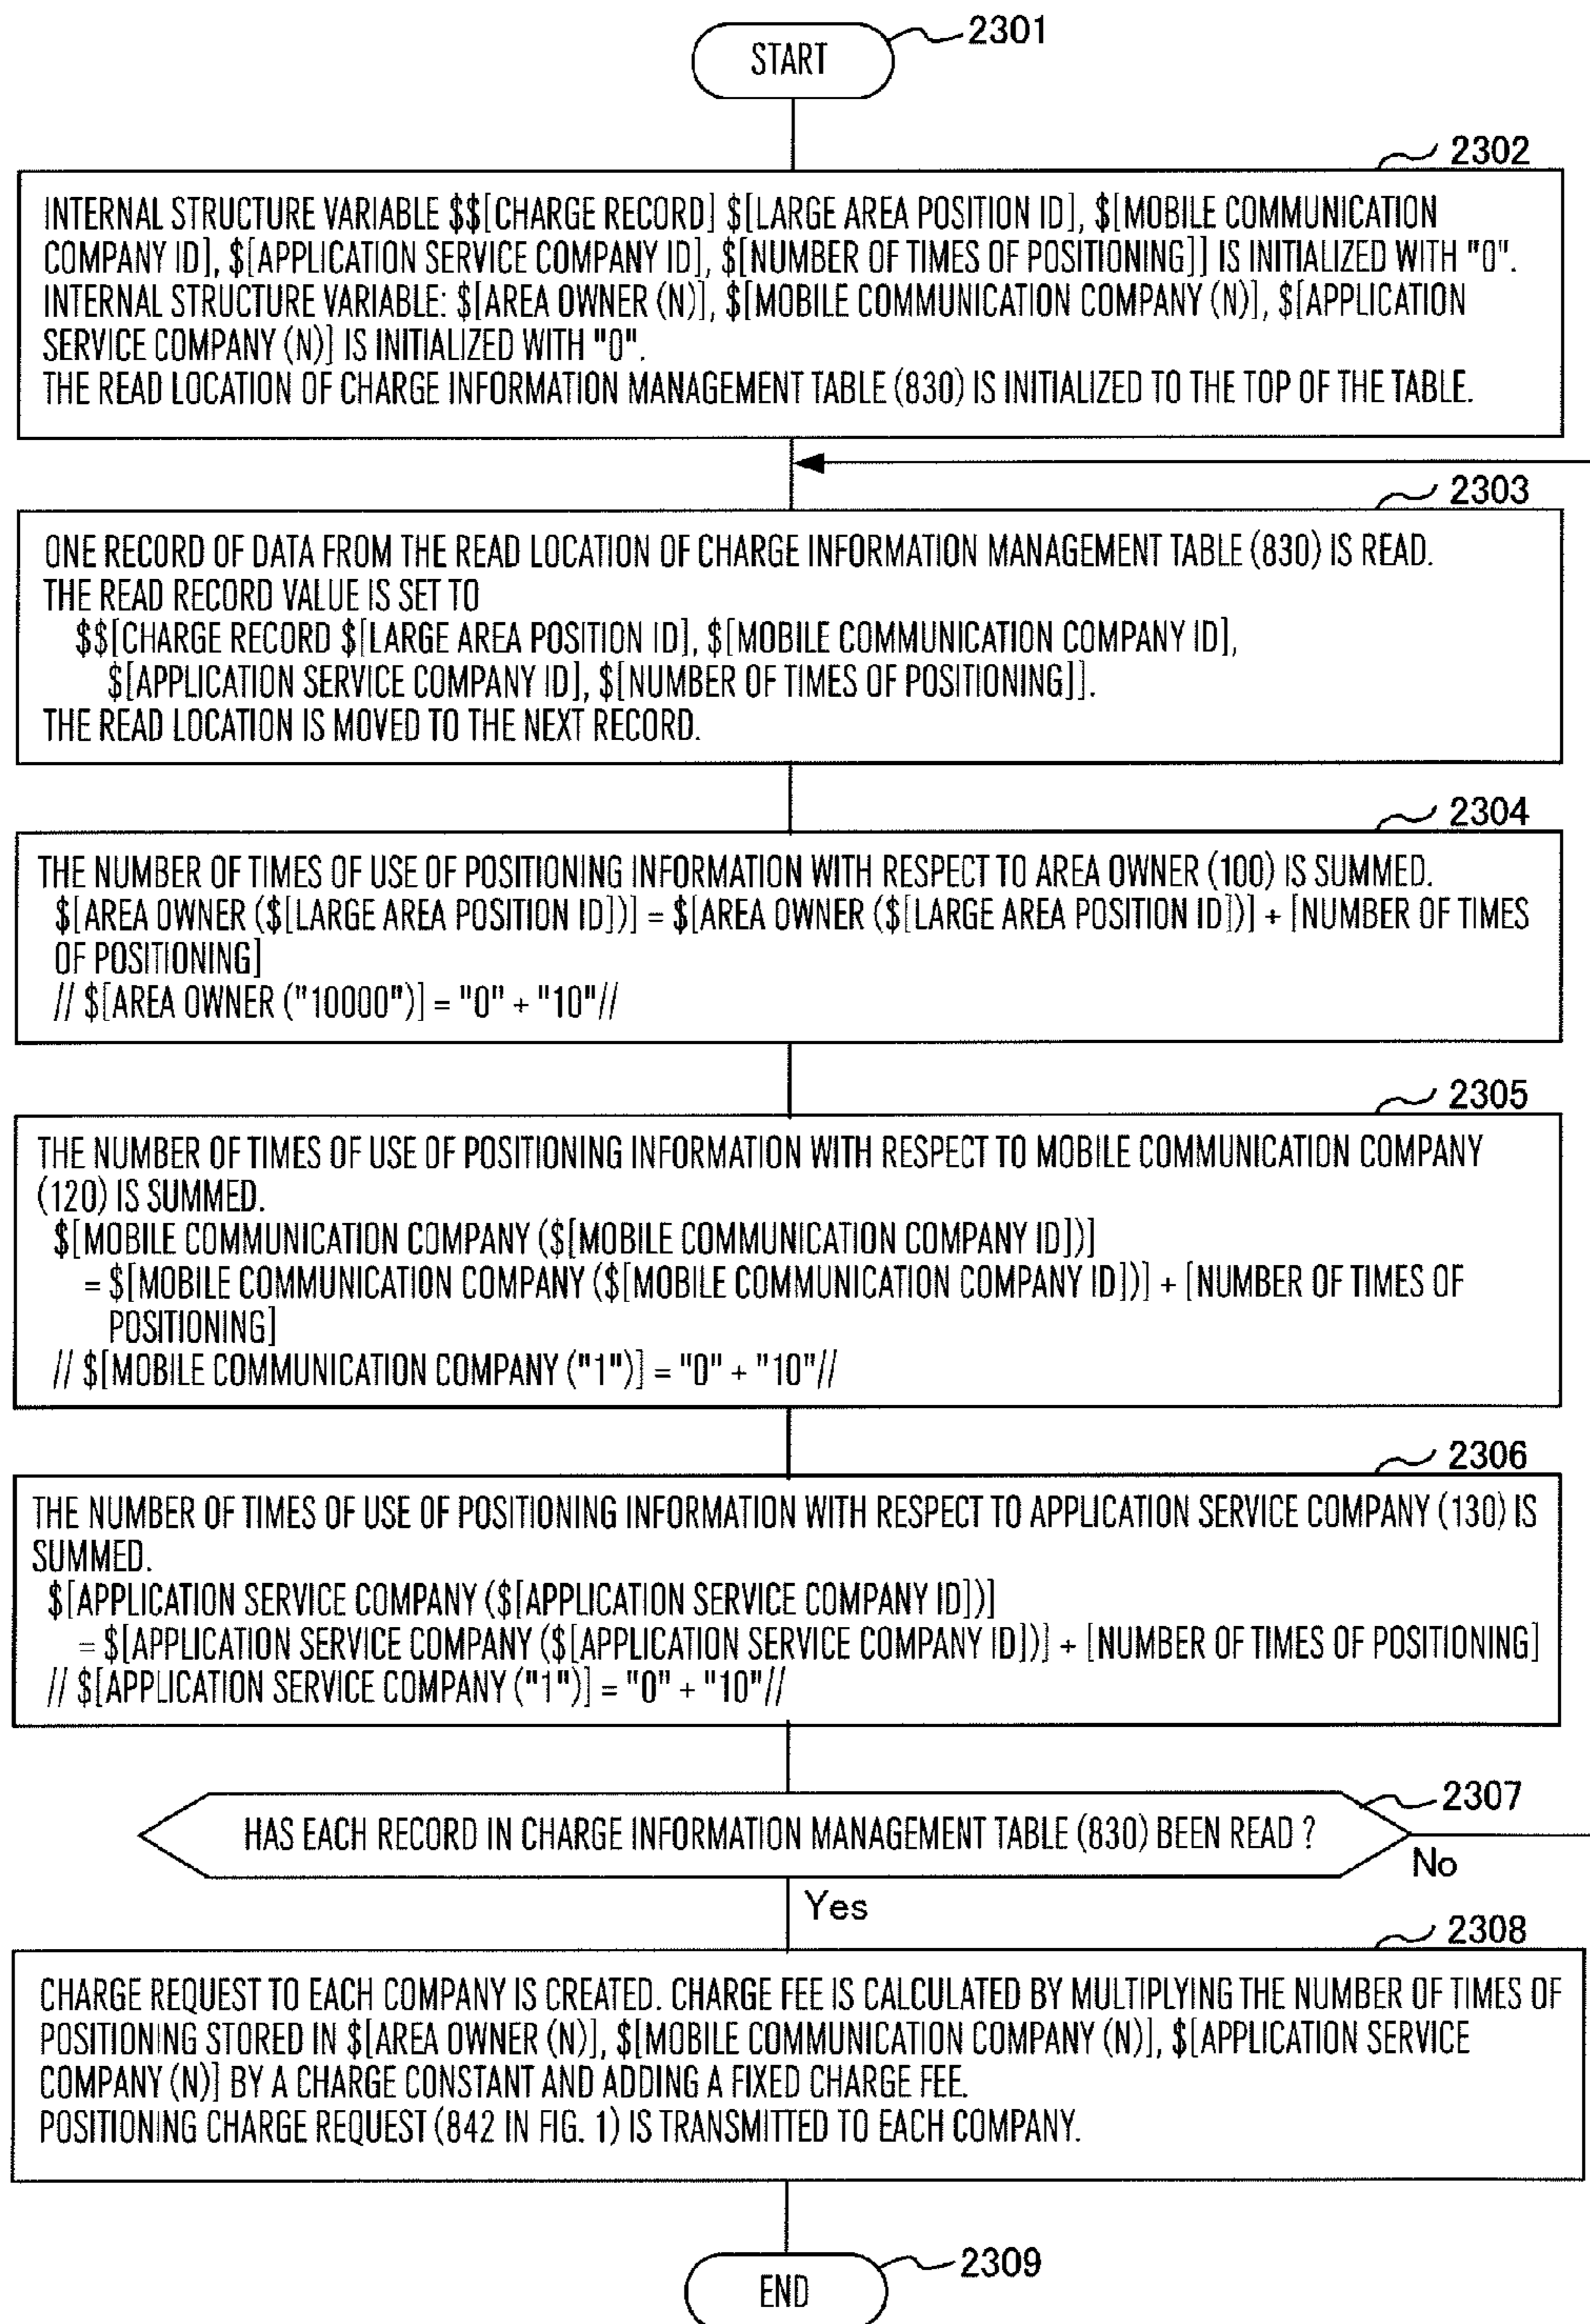 START
2301
2302
INTERNAL STRUCTURE VARIABLE $$[CHARGE RECORD] $[LARGE AREA POSITION ID], $[MOBILE COMMUNICATION
COMPANY ID], $[APPLICATION SERVICE COMPANY ID], $[NUMBER OF TIMES OF POSITIONING]] IS INITIALIZED WITH "0".
INTERNAL STRUCTURE VARIABLE: $[AREA OWNER (N)], $[MOBILE COMMUNICATION COMPANY (N)], $[APPLICATION
SERVICE COMPANY (N)] IS INITIALIZED WITH "0".
THE READ LOCATION OF CHARGE INFORMATION MANAGEMENT TABLE (830) IS INITIALIZED TO THE TOP OF THE TABLE.
2303
ONE RECORD OF DATA FROM THE READ LOCATION OF CHARGE INFORMATION MANAGEMENT TABLE (830) IS READ.
THE READ RECORD VALUE IS SET TO
$$[CHARGE RECORD $[LARGE AREA POSITION ID], $[MOBILE COMMUNICATION COMPANY ID],
$[APPLICATION SERVICE COMPANY ID], $[NUMBER OF TIMES OF POSITIONING]].
THE READ LOCATION IS MOVED TO THE NEXT RECORD.
2304
THE NUMBER OF TIMES OF USE OF POSITIONING INFORMATION WITH RESPECT TO AREA OWNER (100) IS SUMMED.
$[AREA OWNER ($[LARGE AREA POSITION ID])] = $[AREA OWNER ($[LARGE AREA POSITION ID])] + [NUMBER OF TIMES
OF POSITIONING]
// $[AREA OWNER ("10000")] = "0" + "10"//
2305
THE NUMBER OF TIMES OF USE OF POSITIONING INFORMATION WITH RESPECT TO MOBILE COMMUNICATION COMPANY
(120) IS SUMMED.
$[MOBILE COMMUNICATION COMPANY ($[MOBILE COMMUNICATION COMPANY ID])]
= $[MOBILE COMMUNICATION COMPANY ($[MOBILE COMMUNICATION COMPANY ID])] + [NUMBER OF TIMES OF
POSITIONING]
// $[MOBILE COMMUNICATION COMPANY ("1")] = "0" + "10"//
2306
THE NUMBER OF TIMES OF USE OF POSITIONING INFORMATION WITH RESPECT TO APPLICATION SERVICE COMPANY (130) IS
SUMMED.
$[APPLICATION SERVICE COMPANY ($[APPLICATION SERVICE COMPANY ID])]
= $[APPLICATION SERVICE COMPANY ($[APPLICATION SERVICE COMPANY ID])] + [NUMBER OF TIMES OF POSITIONING]
// $[APPLICATION SERVICE COMPANY ("1")] = "0" + "10"//
2307
HAS EACH RECORD IN CHARGE INFORMATION MANAGEMENT TABLE (830) BEEN READ ?
No
Yes
2308
CHARGE REQUEST TO EACH COMPANY IS CREATED. CHARGE FEE IS CALCULATED BY MULTIPLYING THE NUMBER OF TIMES OF
POSITIONING STORED IN $[AREA OWNER (N)], $[MOBILE COMMUNICATION COMPANY (N)], $[APPLICATION SERVICE
COMPANY (N)] BY A CHARGE CONSTANT AND ADDING A FIXED CHARGE FEE.
POSITIONING CHARGE REQUEST (842 IN FIG. 1) IS TRANSMITTED TO EACH COMPANY.
2309
END